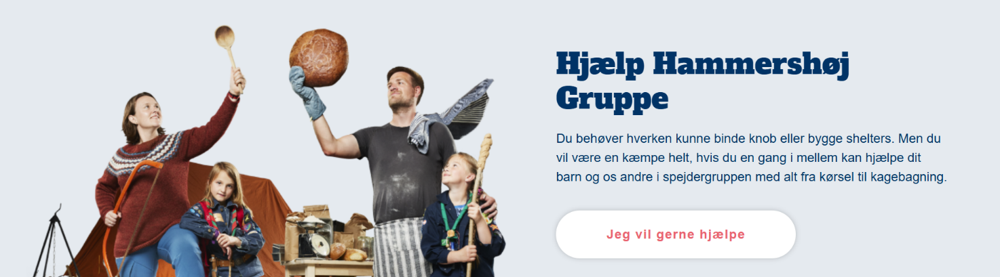 Hjælp Hammershøj
Gruppe
Du behøver hverken kunne binde knob eller bygge shelters. Men du
vil være en kæmpe helt, hvis du en gang i mellem kan hjælpe dit
barn og os andre i spejdergruppen med alt fra kørsel til kagebagning.
Jeg vil gerne hjælpe